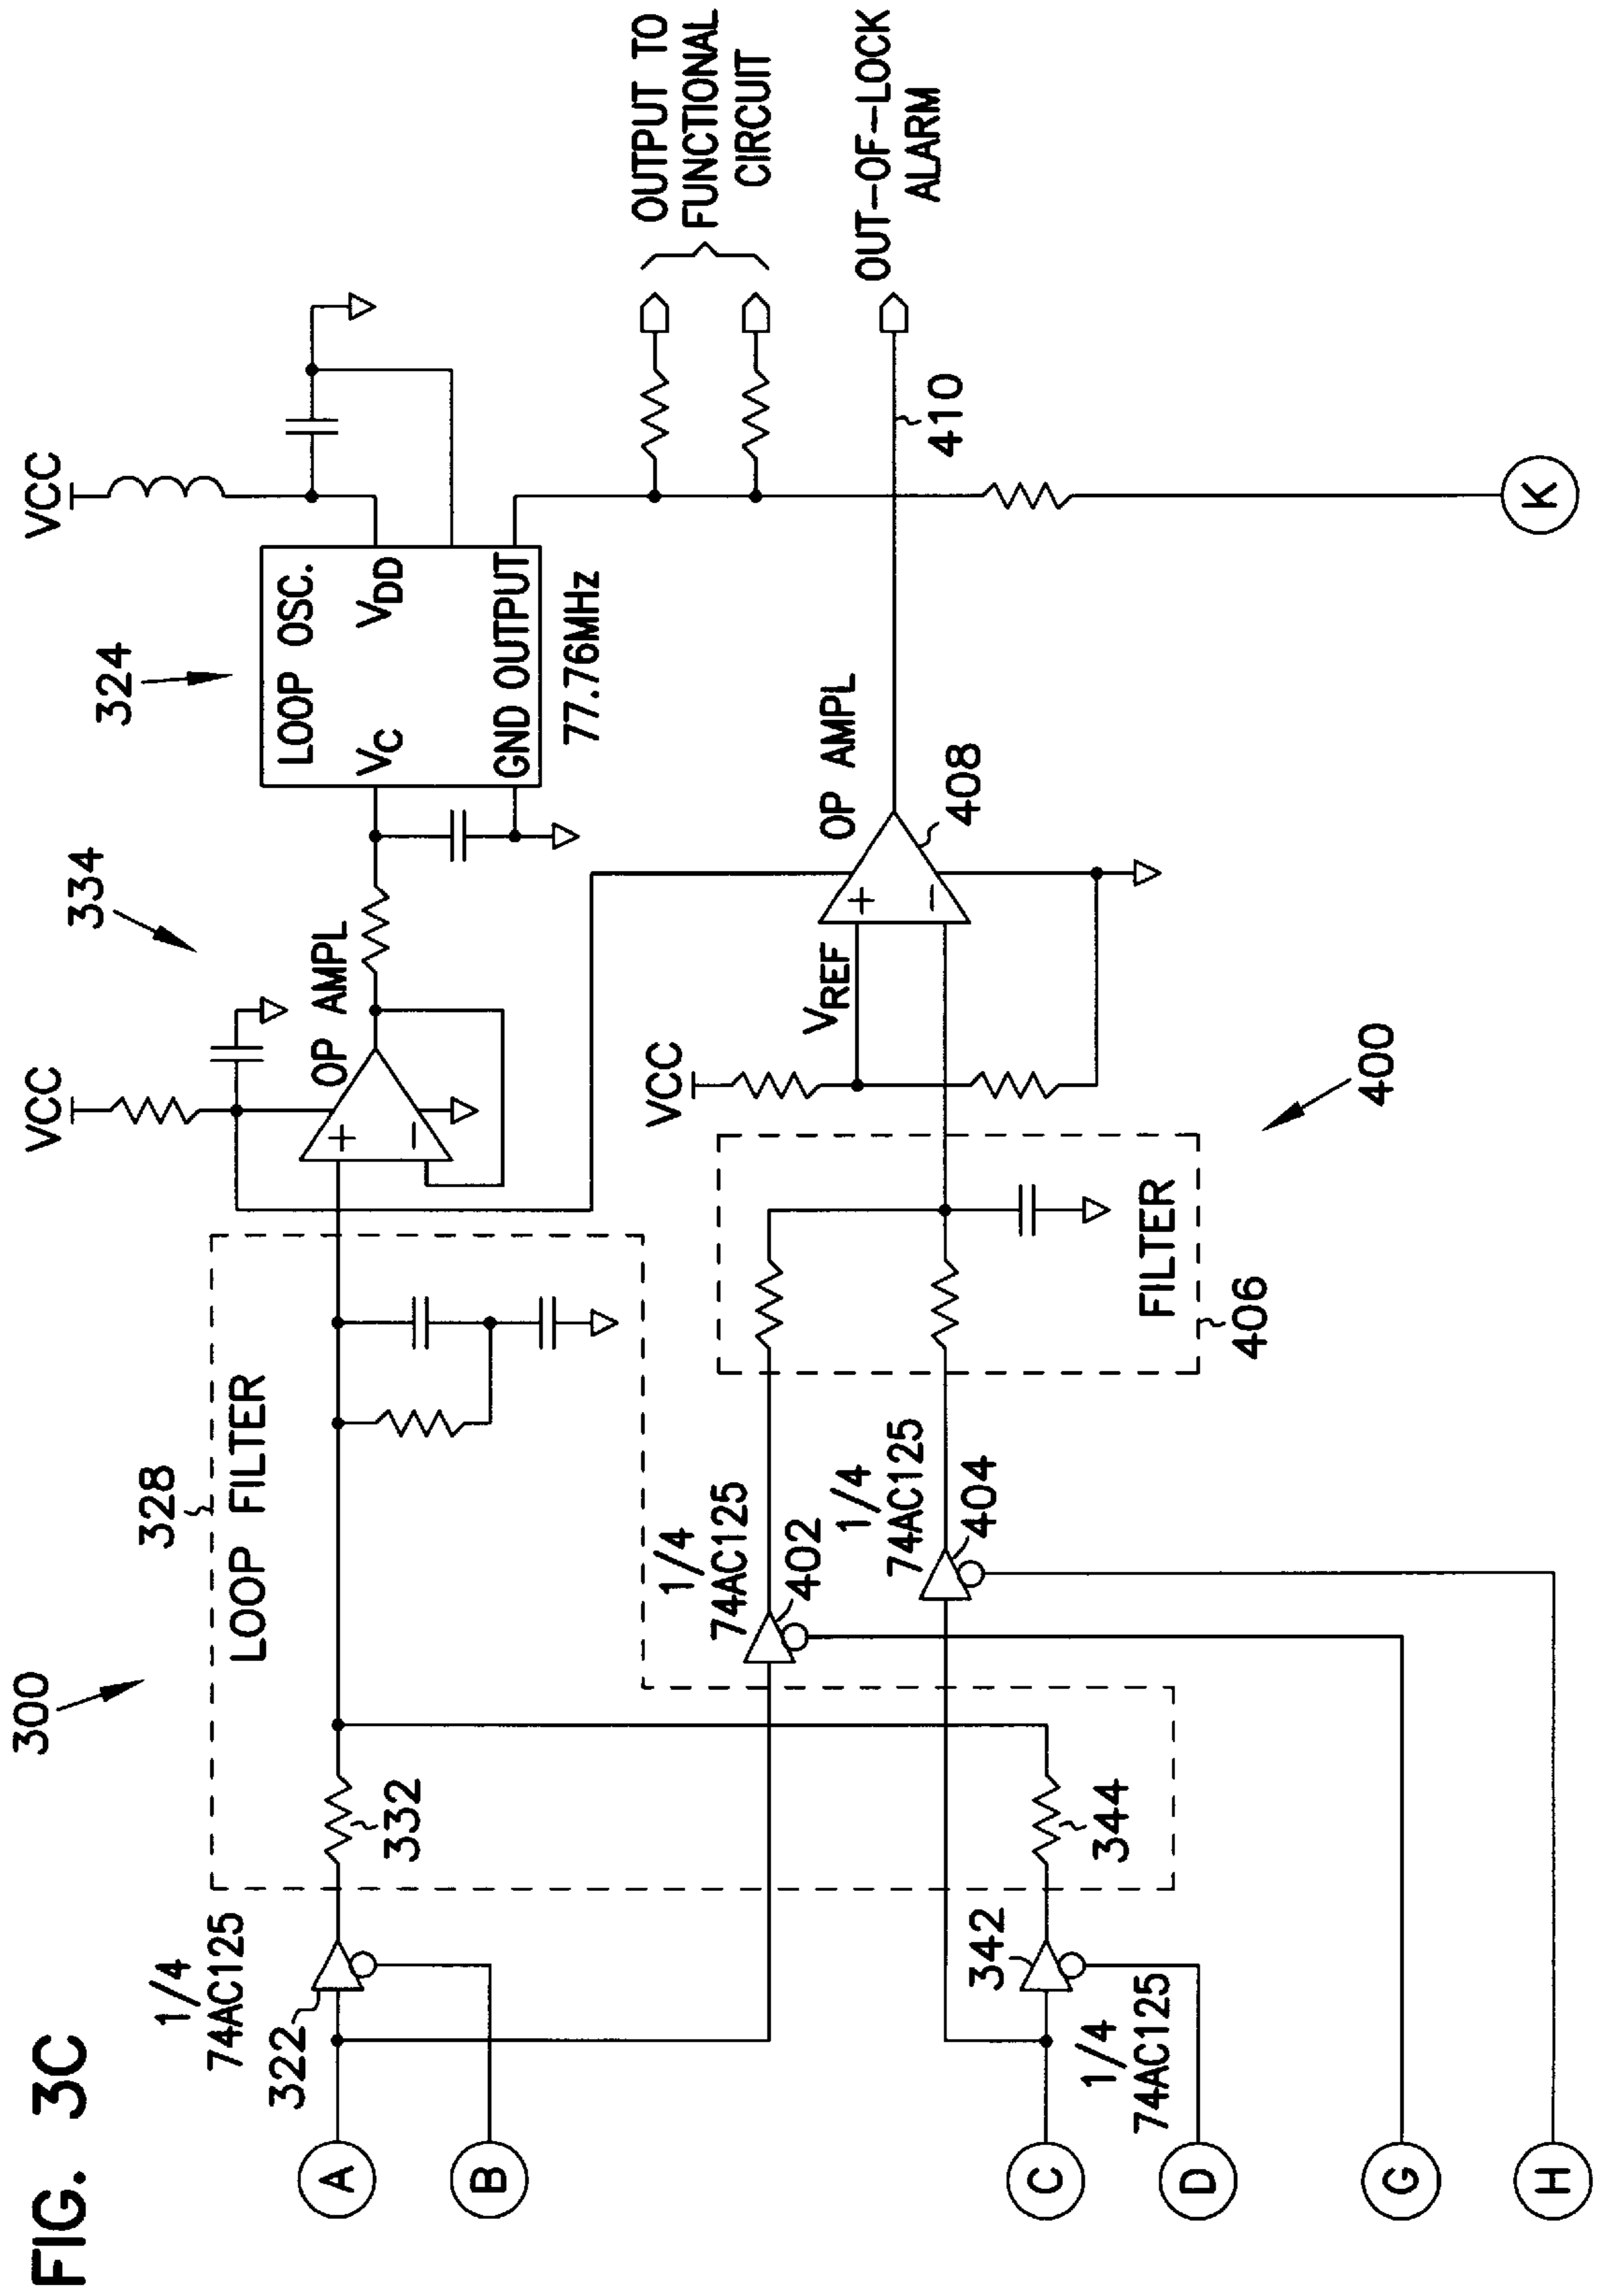 FIG. 3C
300
334
324
VCC
VCC
328
LOOP FILTER
1/4
74AC125
322
332
OP AMPL
+
−
LOOP OSC.
VC
VDD
GND OUTPUT
77.76MHz
OUTPUT TO
FUNCTIONAL
CIRCUIT
A
B
1/4
74AC125
402
1/4
74AC125
404
VCC
VREF
OP AMPL
+
−
408
OUT-OF-LOCK
ALARM
410
342
344
1/4
74AC125
FILTER
406
400
C
D
G
H
K